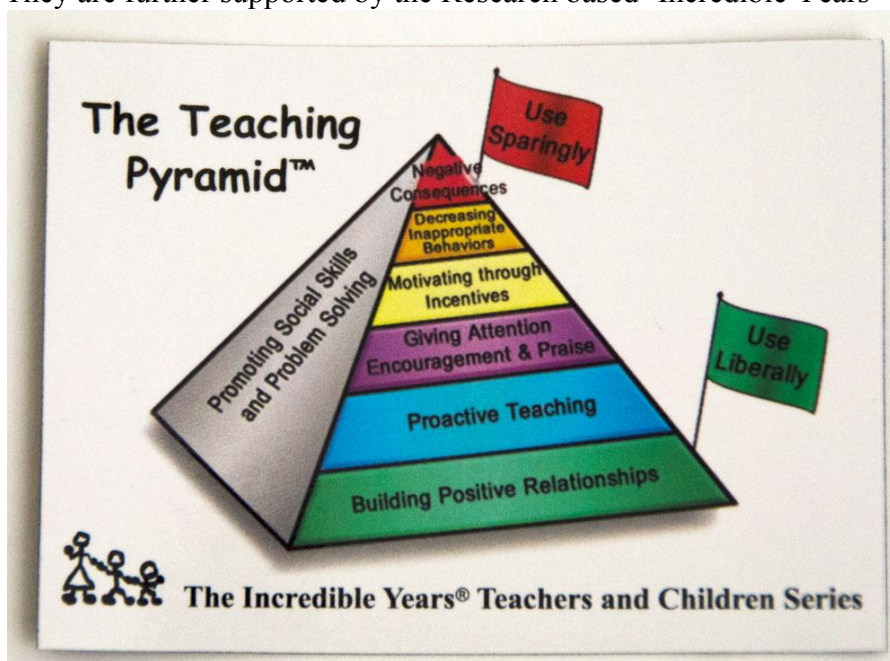 They are further supported by the Research based "Incredible Years"
The Teaching
Pyramid™
Use
Sparingly
Negative
Consequences
Decreasing
Inappropriate
Behaviors
Motivating through
Incentives
Giving Attention
Encouragement & Praise
Proactive Teaching
Building Positive Relationships
Promoting Social Skills
and Problem Solving
Use
Liberally
The Incredible Years® Teachers and Children Series